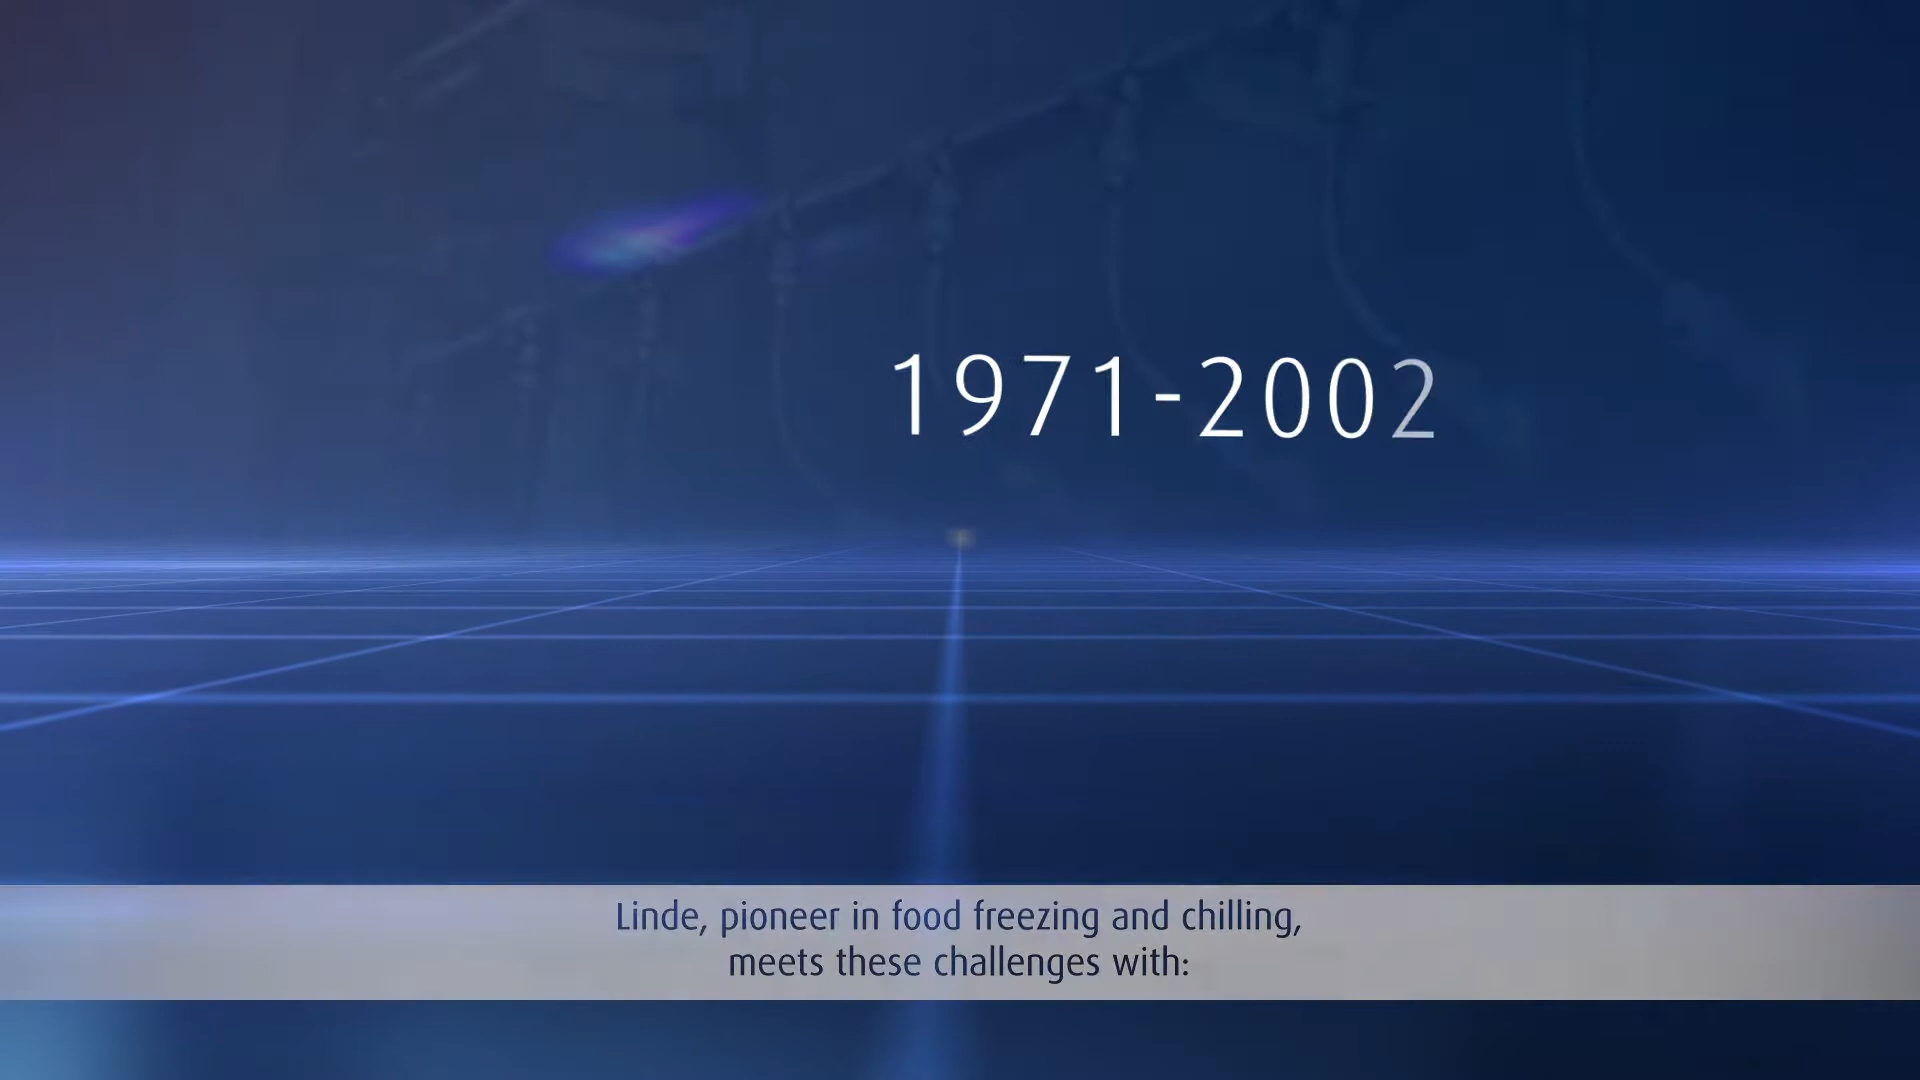 1971-2002
Linde, pioneer in food freezing and chilling,
meets these challenges with: